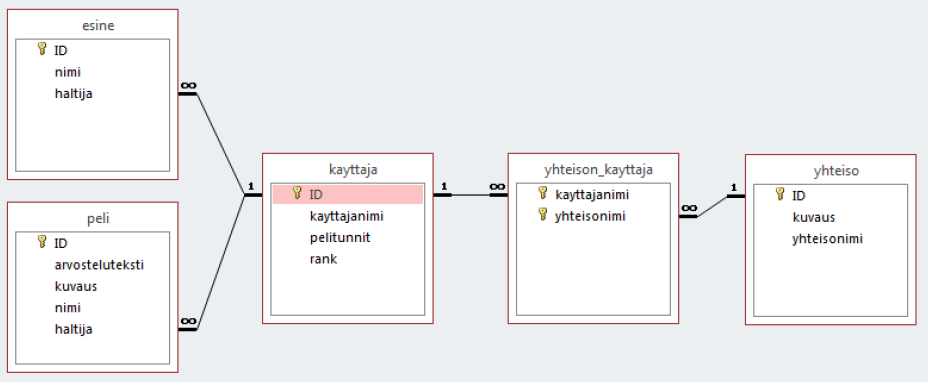 esine
ID
nimi
haltija
∞
peli
ID
arvosteluteksti
kuvaus
nimi
haltija
∞
1
kayttaja
ID
kayttajanimi
pelitunnit
rank
1
∞
yhteison_kayttaja
kayttajanimi
yhteisonimi
∞
1
yhteiso
ID
kuvaus
yhteisonimi